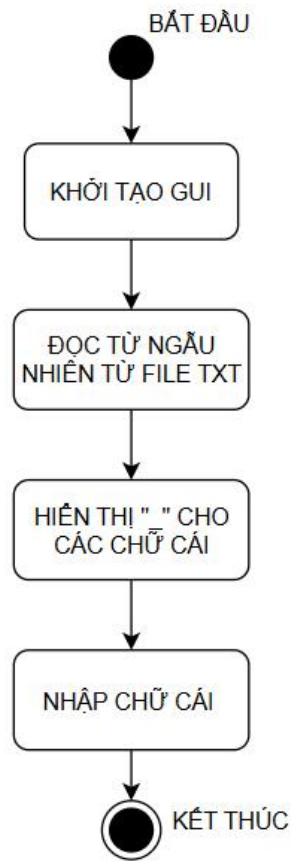 BẮT ĐẦU
KHỞI TẠO GUI
ĐỌC TỪ NGẪU
NHIÊN TỪ FILE TXT
HIỂN THỊ "_" CHO
CÁC CHỮ CÁI
NHẬP CHỮ CÁI
KẾT THÚC